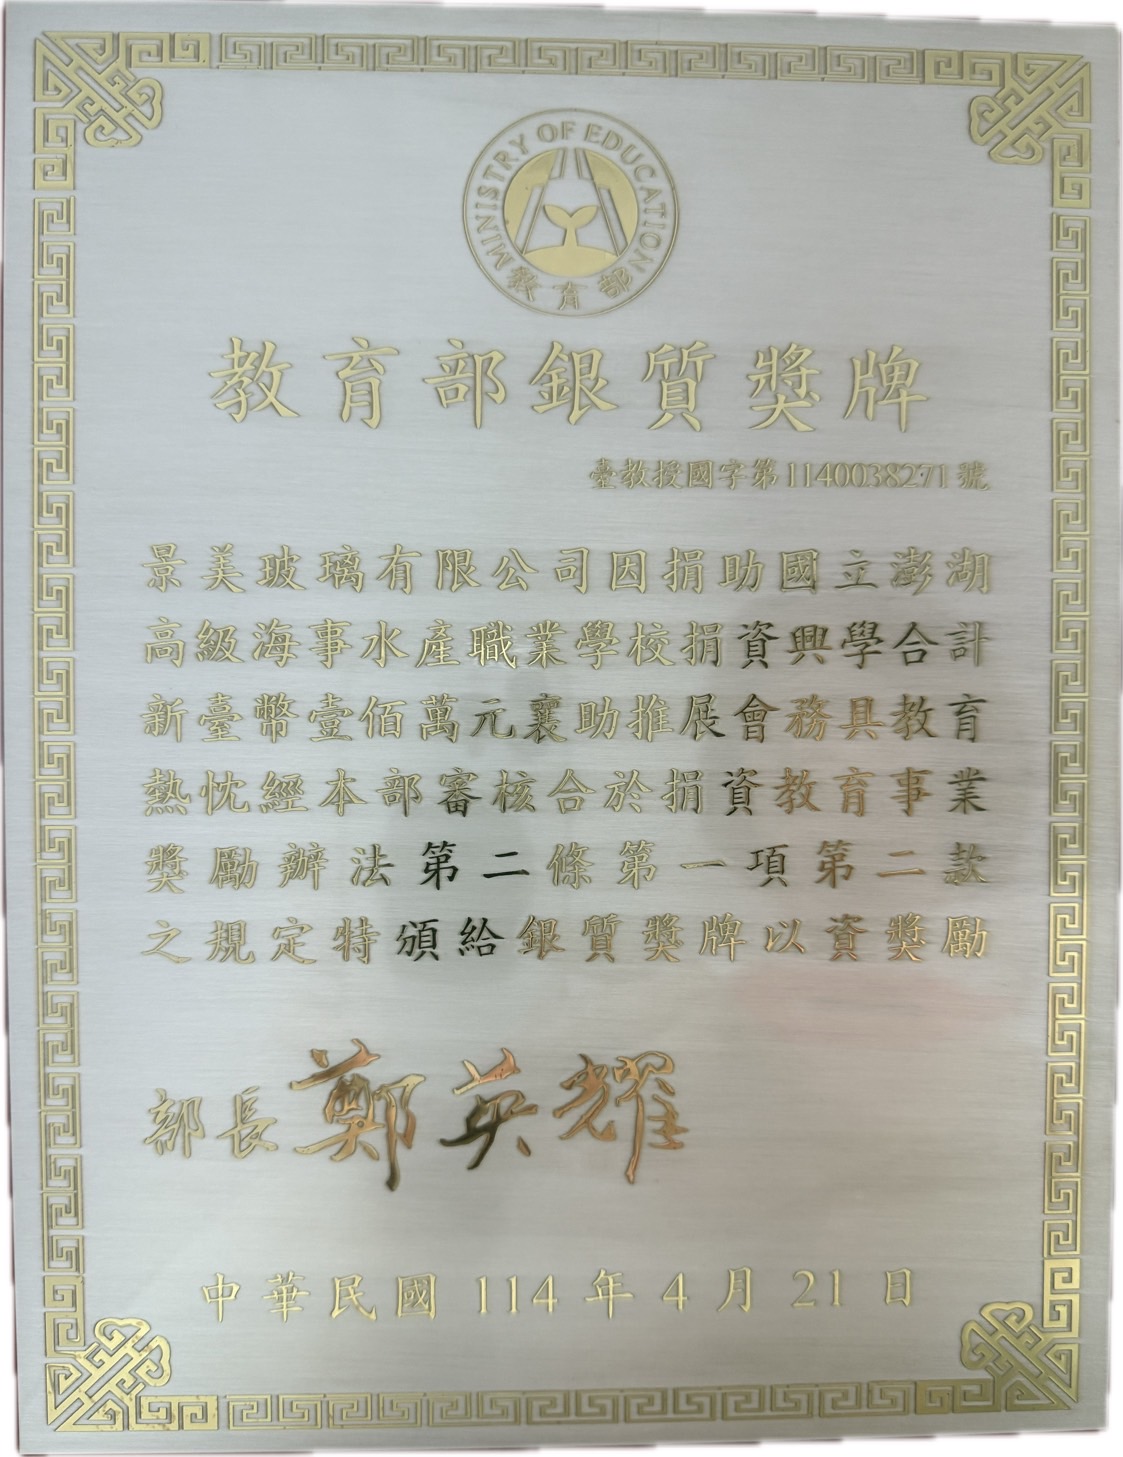 MINISTRY OF EDUCATION
教育部
教育部銀質獎牌
臺教授國字第1140038271號
景美玻璃有限公司因捐助國立澎湖
高級海事水產職業學校捐資興學合計
新臺幣壹佰萬元襄助推展會務具教育
熱忱經本部審核合於捐資教育事業
獎勵辦法第二條第一項第二款
之規定特頒給銀質獎牌以資獎勵
部長鄭英耀
中華民國 114 年 4 月 21 日